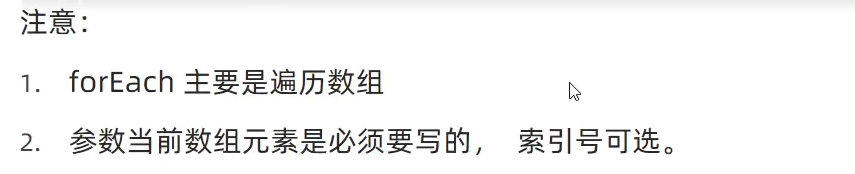 注意：
1. forEach 主要是遍历数组
2. 参数当前数组元素是必须要写的， 索引号可选。